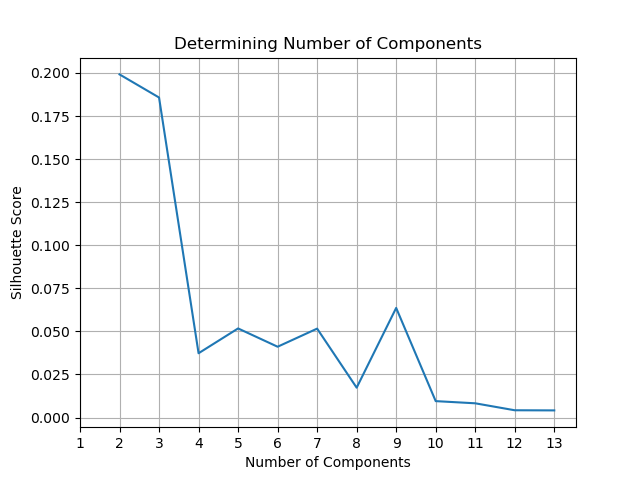 Determining Number of Components
0.200
0.175
0.150
0.125
0.100
0.075
0.050
0.025
0.000
Silhouette Score
1 2 3 4 5 6 7 8 9 10 11 12 13
Number of Components